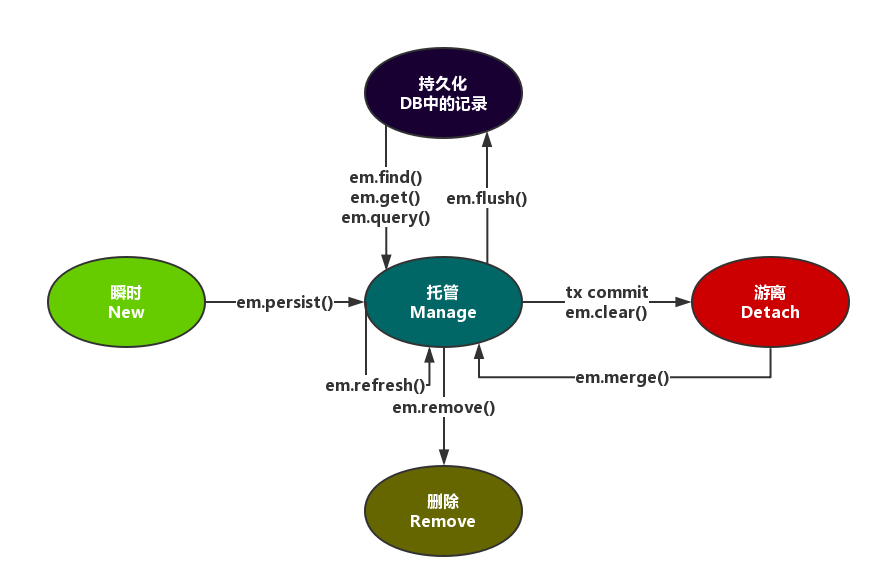 持久化
DB中的记录
em.find()
em.get()
em.query()
em.flush()
瞬时
New
em.persist()
托管
Manage
tx commit
em.clear()
游离
Detach
em.refresh()
em.merge()
em.remove()
删除
Remove